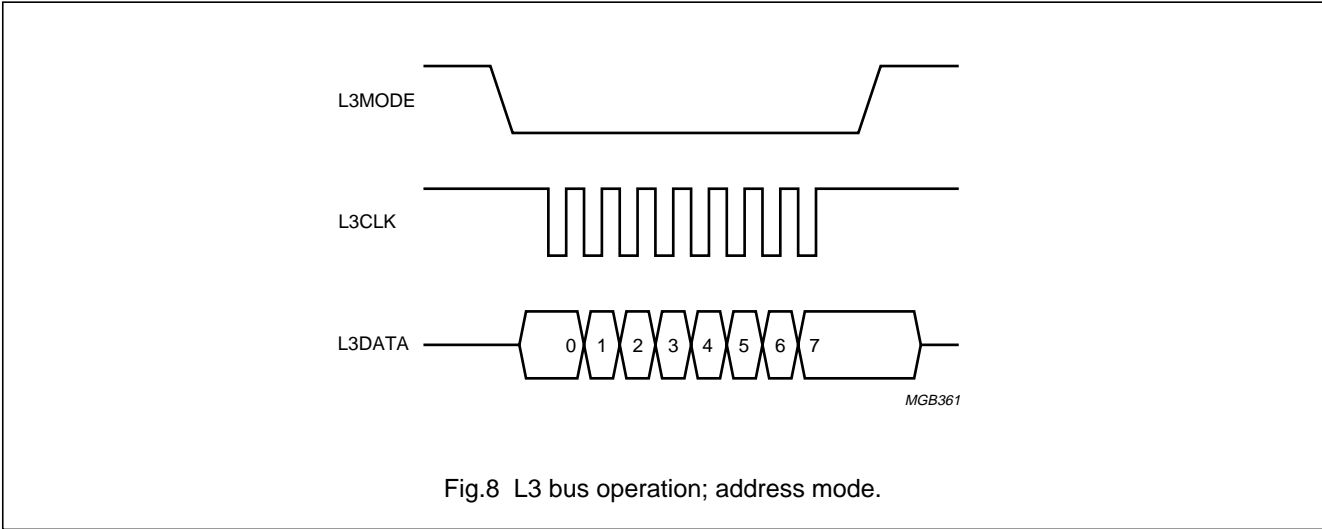 L3MODE
L3CLK
L3DATA 0 1 2 3 4 5 6 7
MGB361
Fig.8 L3 bus operation; address mode.